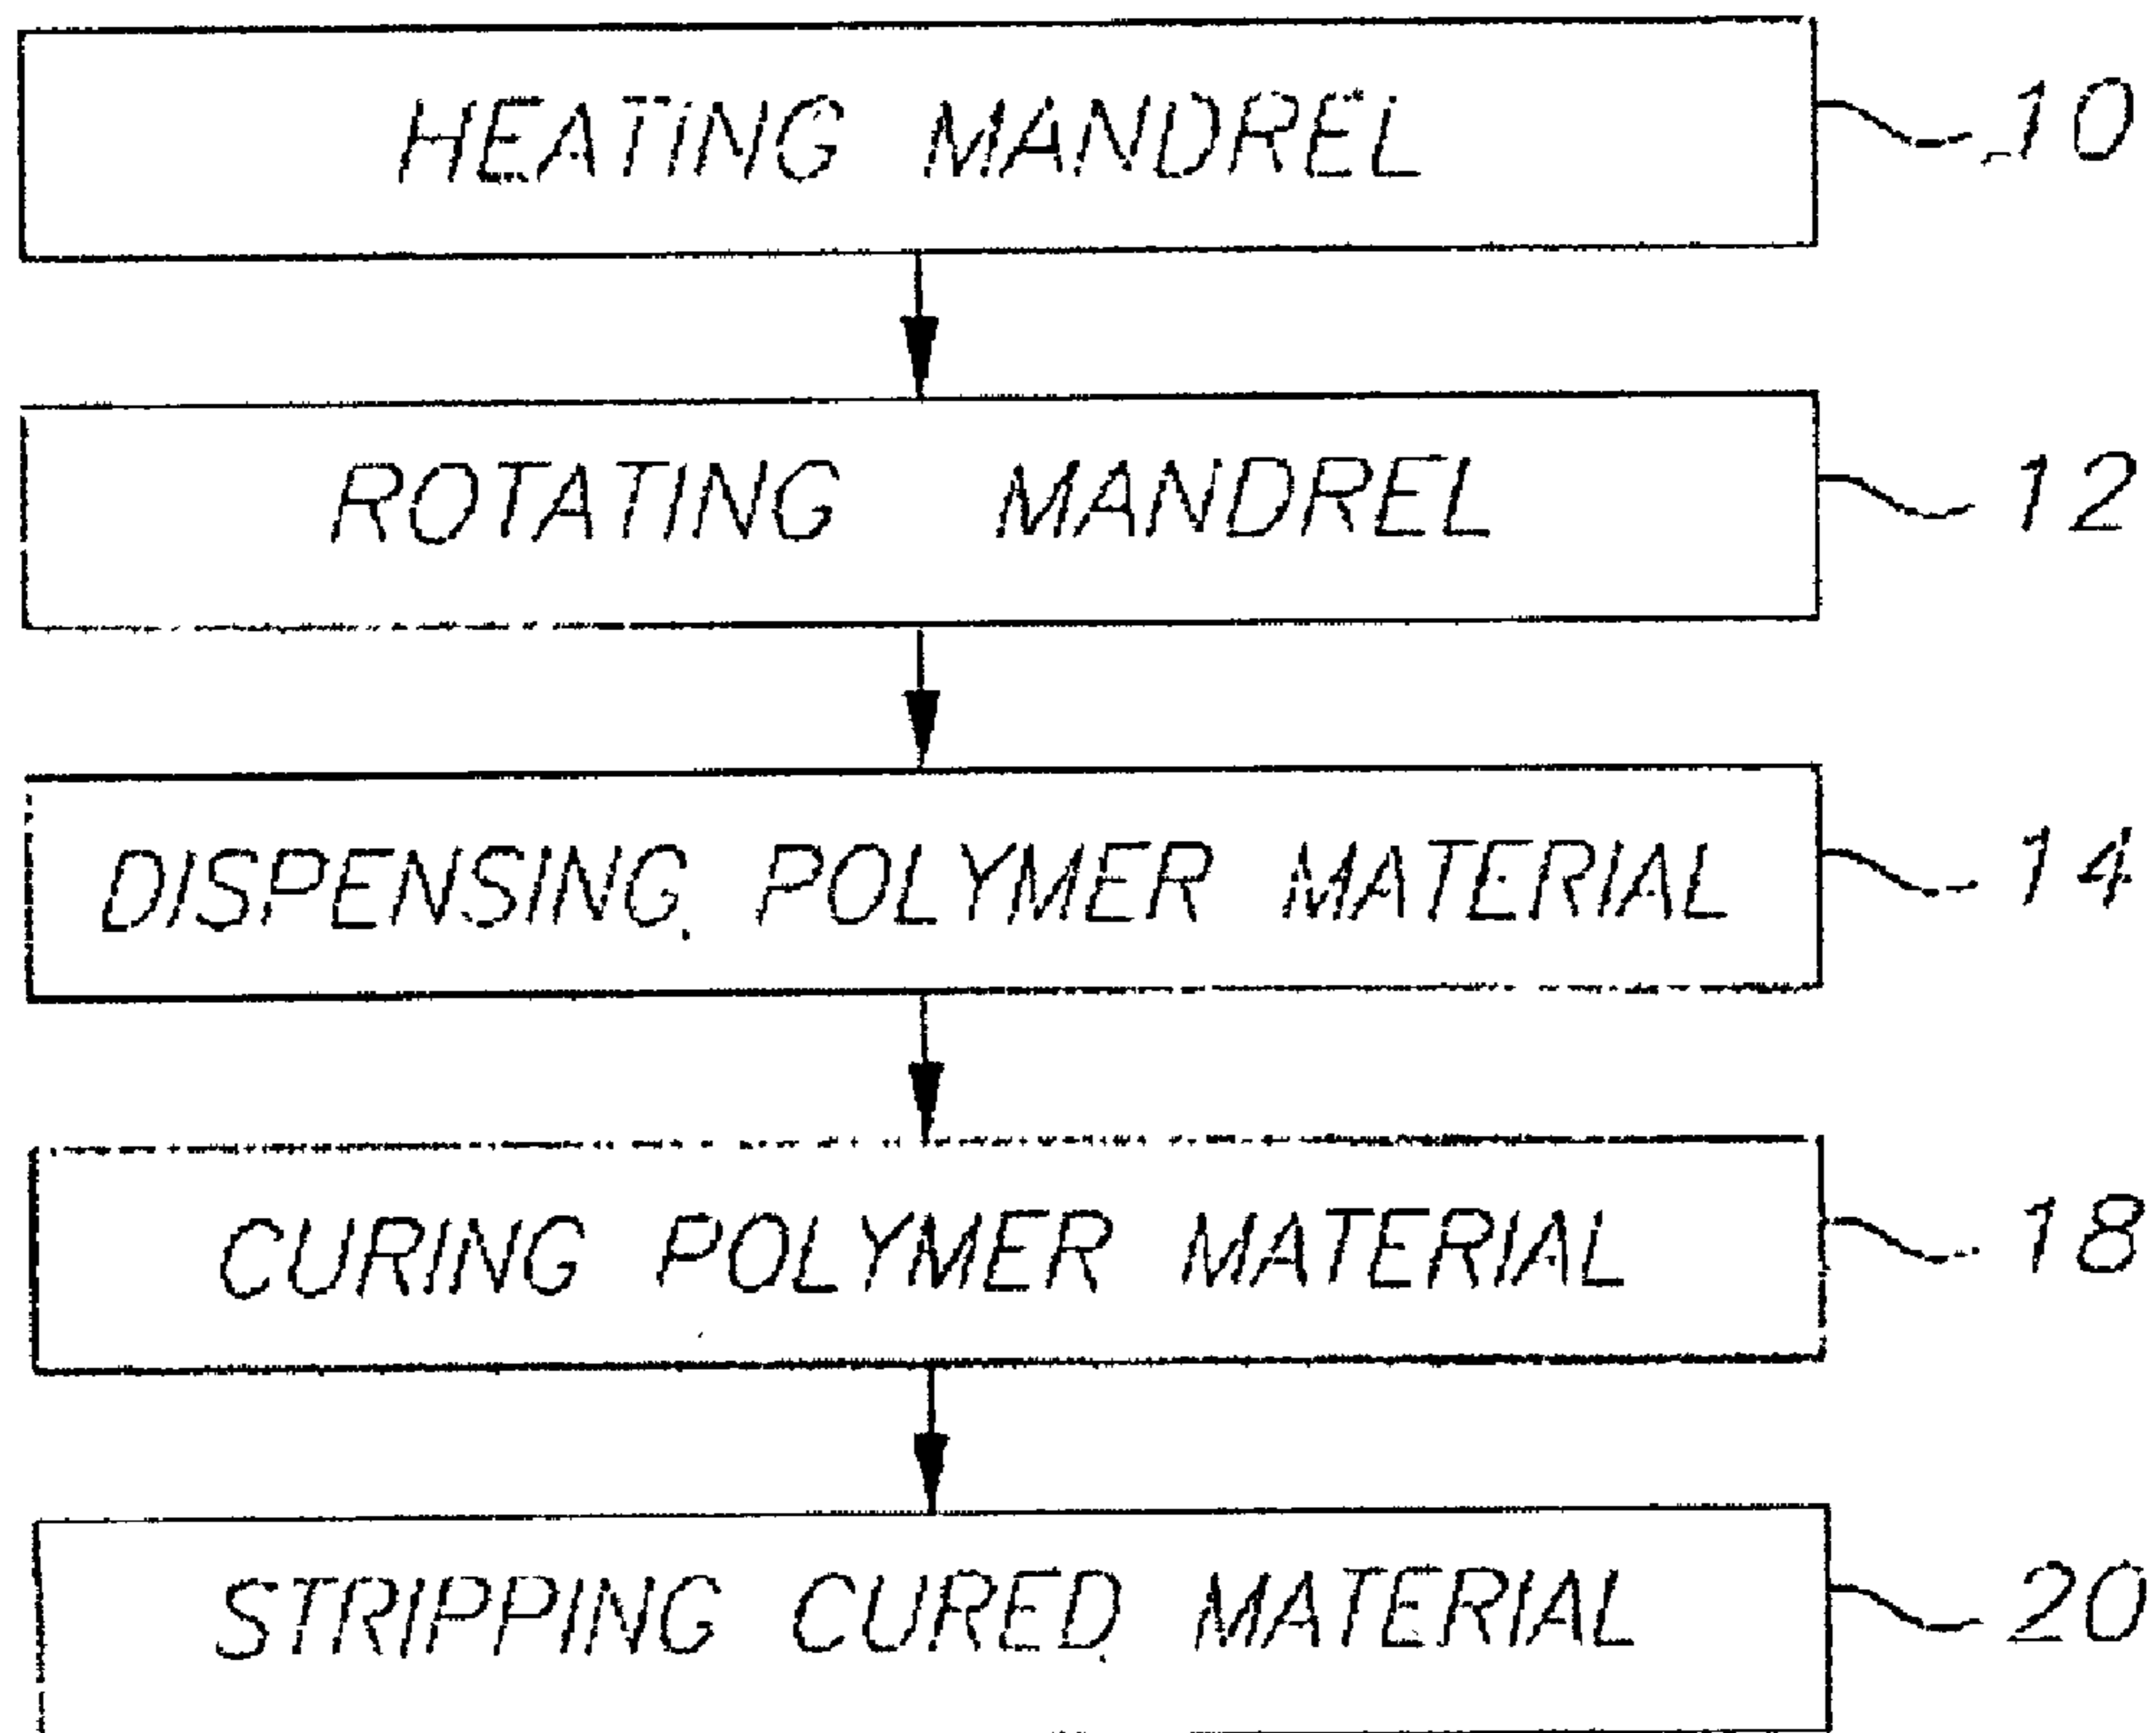 HEATING MANDREL 10
ROTATING MANDREL 12
DISPENSING POLYMER MATERIAL 14
CURING POLYMER MATERIAL 18
STRIPPING CURED MATERIAL 20